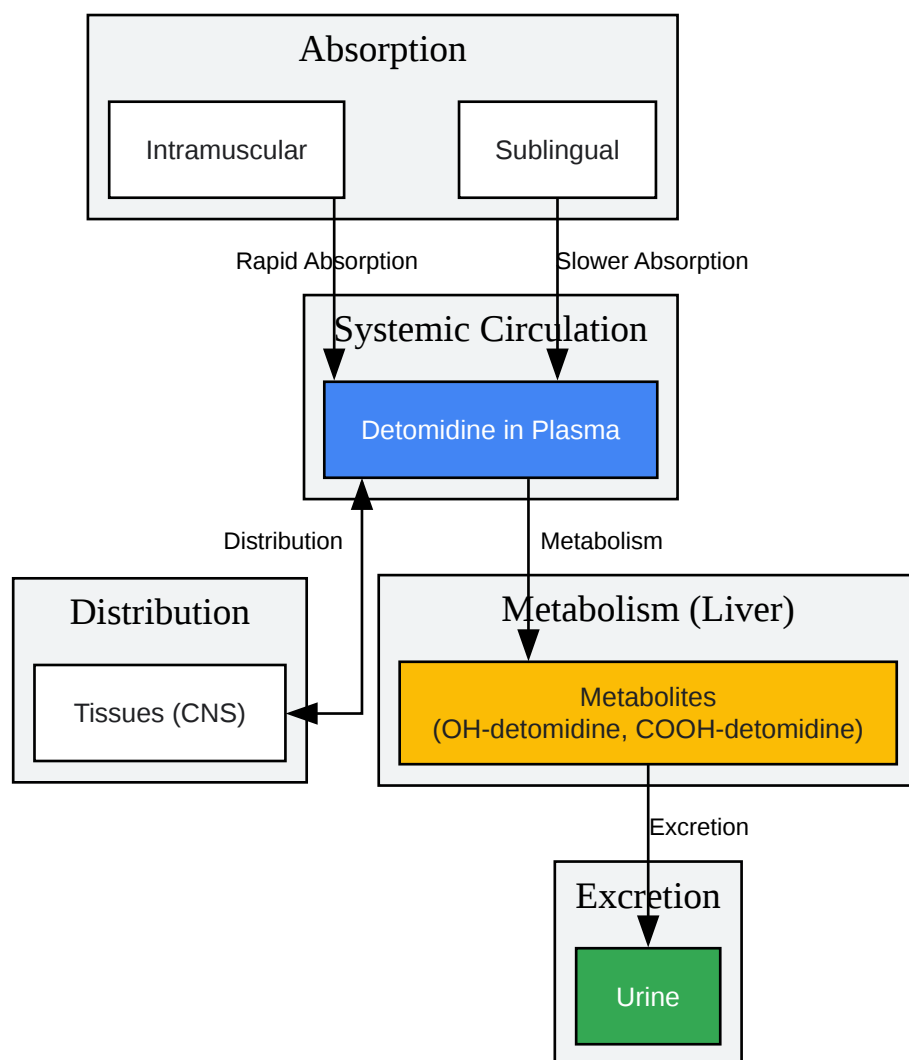 Absorption
Intramuscular
Sublingual
Rapid Absorption
Slower Absorption
Systemic Circulation
Detomidine in Plasma
Distribution
Metabolism
Distribution
Metabolism (Liver)
Tissues (CNS)
Metabolites
(OH-detomidine, COOH-detomidine)
Excretion
Excretion
Urine